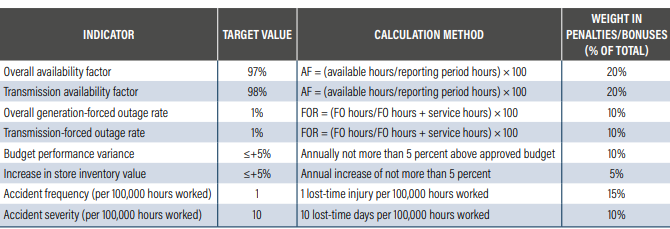 INDICATOR TARGET VALUE CALCULATION METHOD WEIGHT IN PENALTIES/BONUSES (% OF TOTAL)
Overall availability factor 97% AF = (available hours/reporting period hours) × 100 20%
Transmission availability factor 98% AF = (available hours/reporting period hours) × 100 20%
Overall generation-forced outage rate 1% FOR = (FO hours/FO hours + service hours) × 100 10%
Transmission-forced outage rate 1% FOR = (FO hours/FO hours + service hours) × 100 10%
Budget performance variance ≤+5% Annually not more than 5 percent above approved budget 10%
Increase in store inventory value ≤+5% Annual increase of not more than 5 percent 5%
Accident frequency (per 100,000 hours worked) 1 1 lost-time injury per 100,000 hours worked 15%
Accident severity (per 100,000 hours worked) 10 10 lost-time days per 100,000 hours worked 10%